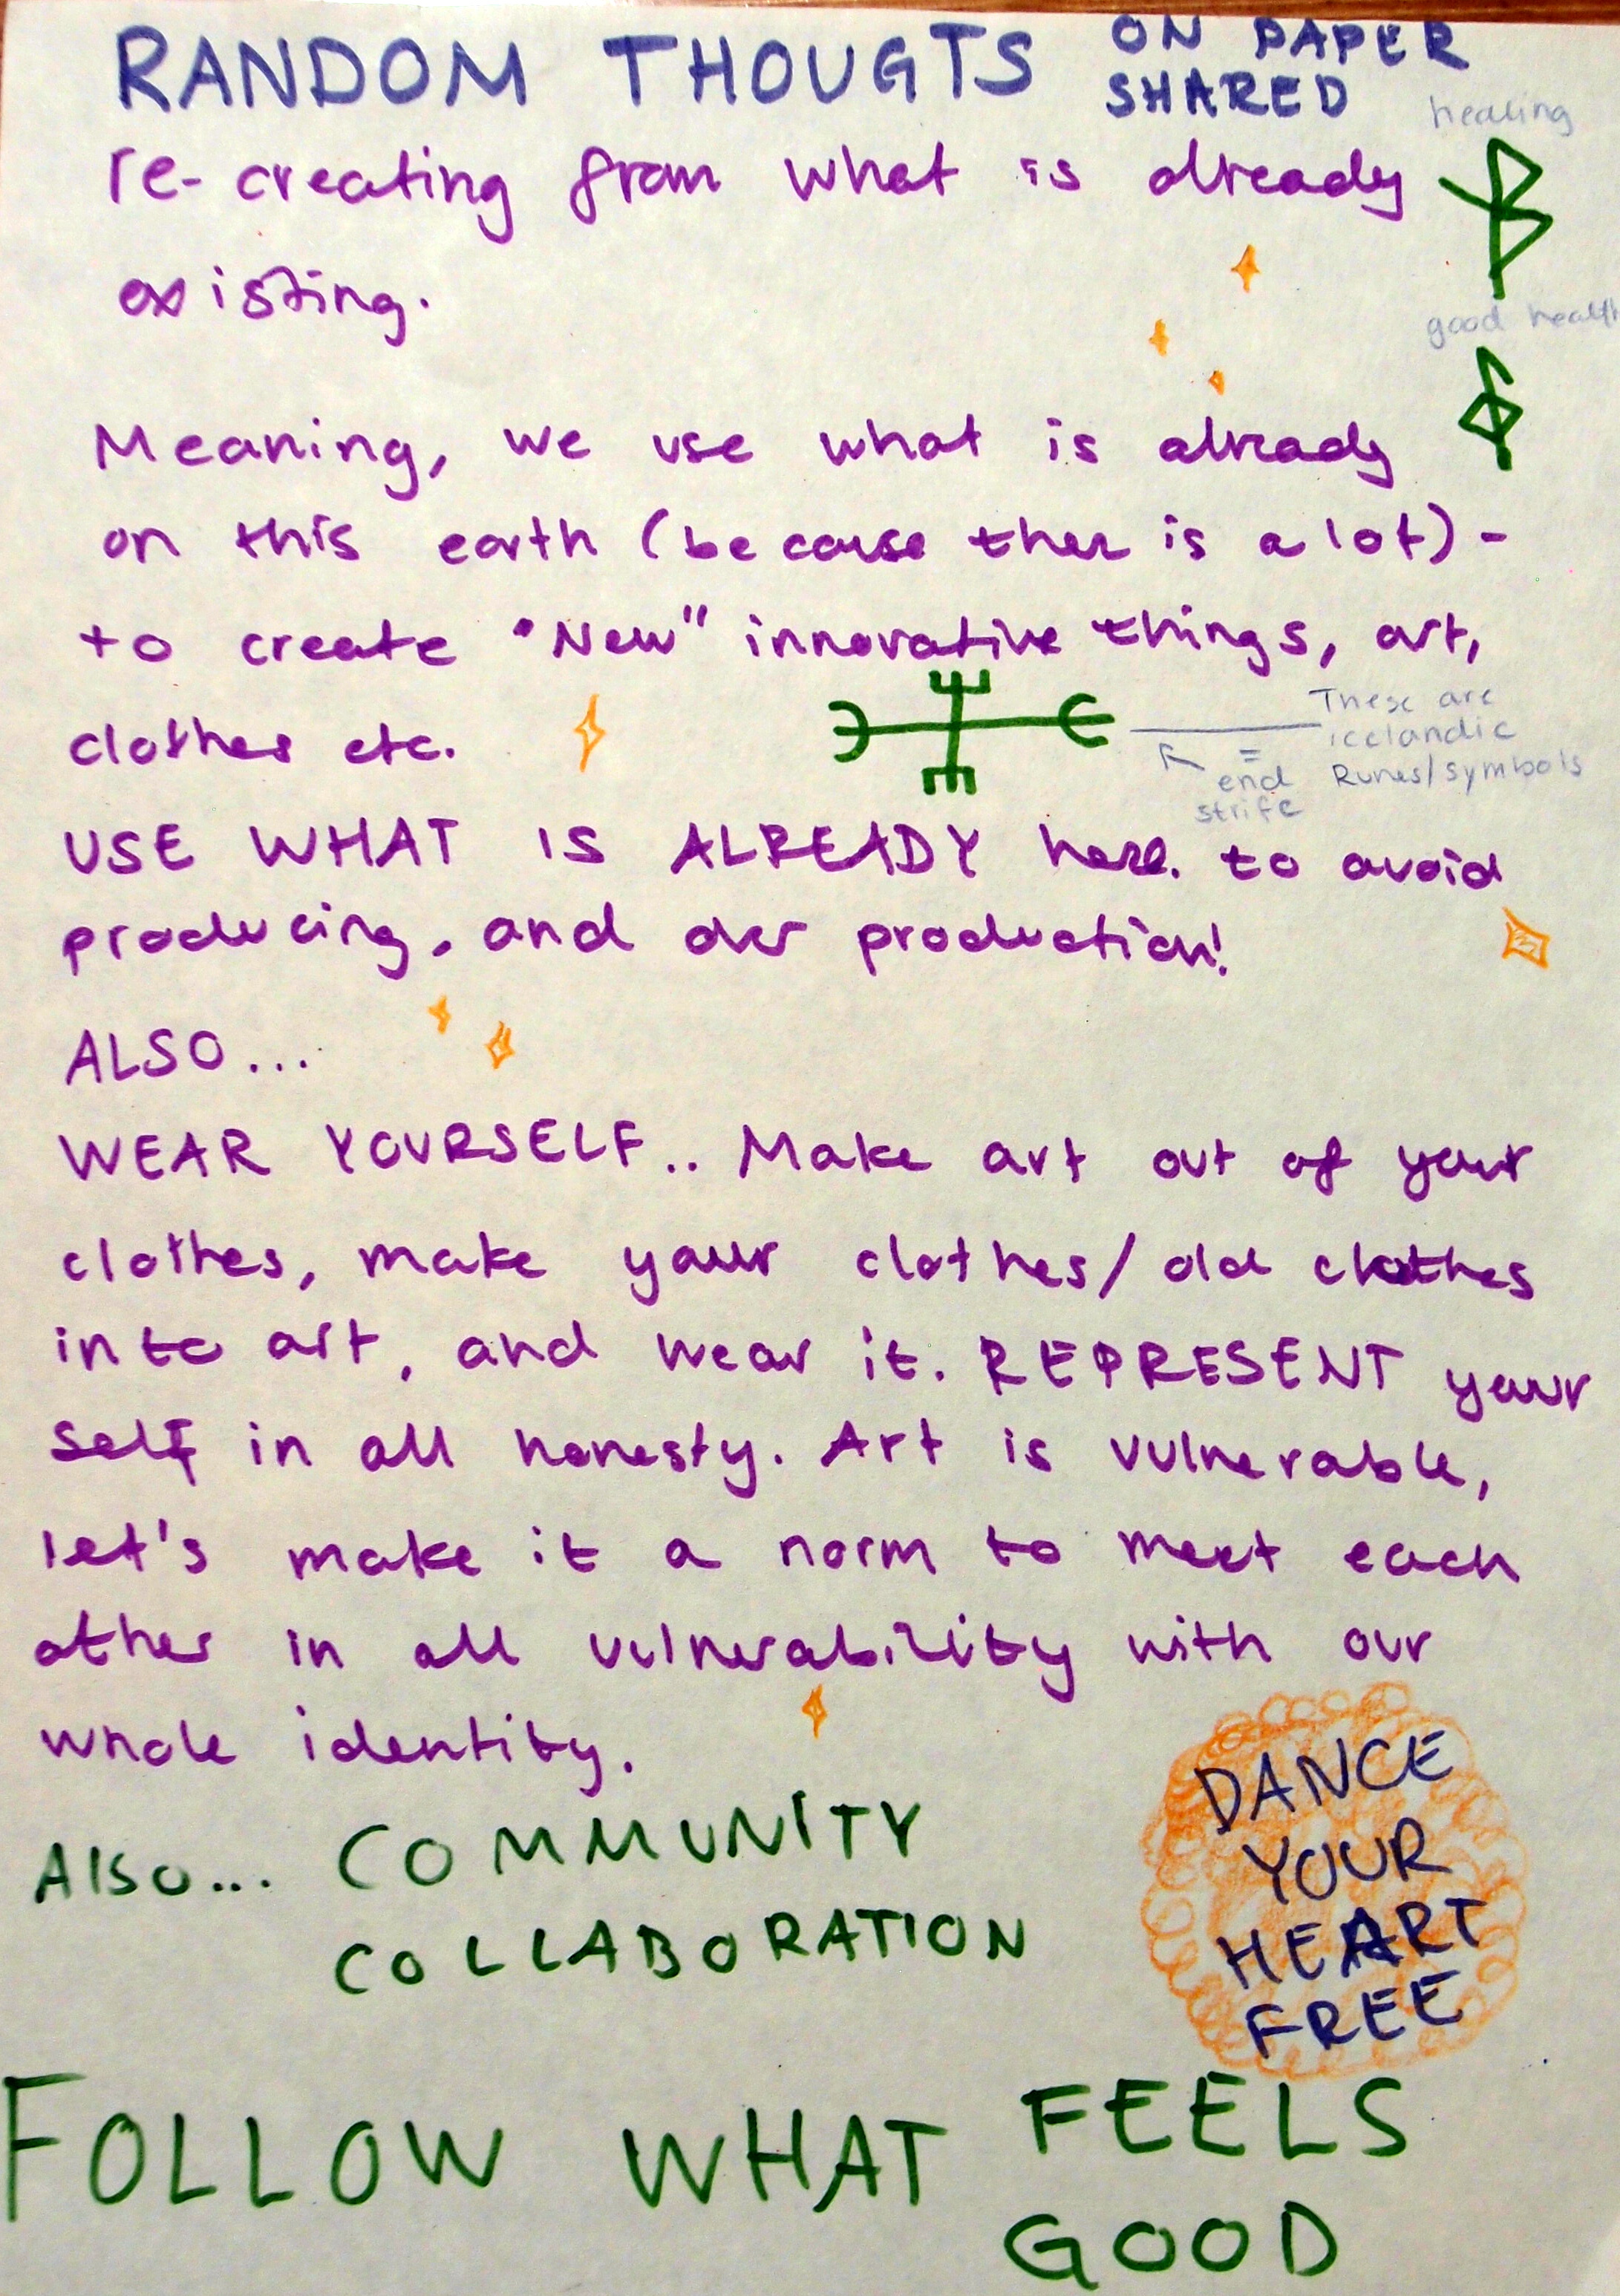 RANDOM THOUGTS ON PAPER
SHARED
healing
re-creating from what is already
existing.
good health
Meaning, we use what is already
on this earth (because ther is a lot) -
to create "New" innovative things, art,
clothes etc.
These are
icelandic
Runes/symbols
=
end
strife
USE WHAT IS ALREADY here. to avoid
producing, and over production!
ALSO...
WEAR YOURSELF.. Make art out of your
clothes, make your clothes/old clothes
into art, and wear it. REPRESENT your
self in all honesty. Art is vulnerable,
let's make it a norm to meet each
other in all vulnerability with our
whole identity.
Also... COMMUNITY
COLLABORATION
DANCE
YOUR
HEART
FREE
FOLLOW WHAT FEELS
GOOD